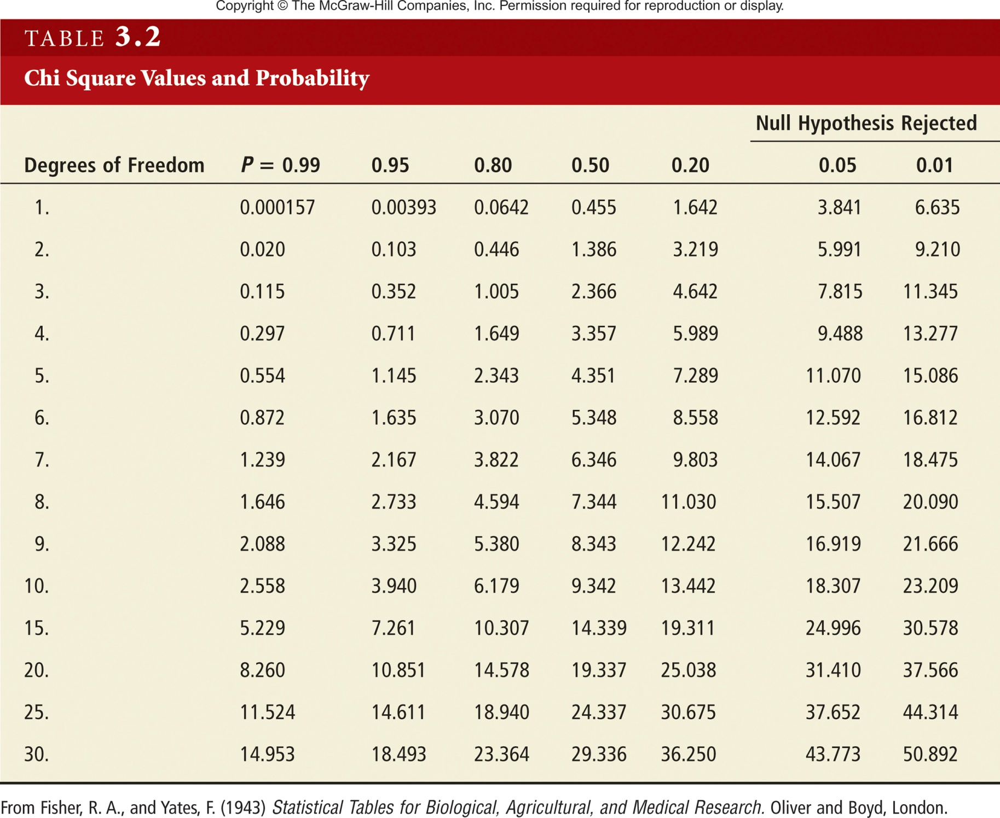 Copyright © The McGraw-Hill Companies, Inc. Permission required for reproduction or display.
TABLE 3.2
Chi Square Values and Probability
Null Hypothesis Rejected
Degrees of Freedom P = 0.99 0.95 0.80 0.50 0.20 0.05 0.01
1. 0.000157 0.00393 0.0642 0.455 1.642 3.841 6.635
2. 0.020 0.103 0.446 1.386 3.219 5.991 9.210
3. 0.115 0.352 1.005 2.366 4.642 7.815 11.345
4. 0.297 0.711 1.649 3.357 5.989 9.488 13.277
5. 0.554 1.145 2.343 4.351 7.289 11.070 15.086
6. 0.872 1.635 3.070 5.348 8.558 12.592 16.812
7. 1.239 2.167 3.822 6.346 9.803 14.067 18.475
8. 1.646 2.733 4.594 7.344 11.030 15.507 20.090
9. 2.088 3.325 5.380 8.343 12.242 16.919 21.666
10. 2.558 3.940 6.179 9.342 13.442 18.307 23.209
15. 5.229 7.261 10.307 14.339 19.311 24.996 30.578
20. 8.260 10.851 14.578 19.337 25.038 31.410 37.566
25. 11.524 14.611 18.940 24.337 30.675 37.652 44.314
30. 14.953 18.493 23.364 29.336 36.250 43.773 50.892
From Fisher, R. A., and Yates, F. (1943) Statistical Tables for Biological, Agricultural, and Medical Research. Oliver and Boyd, London.